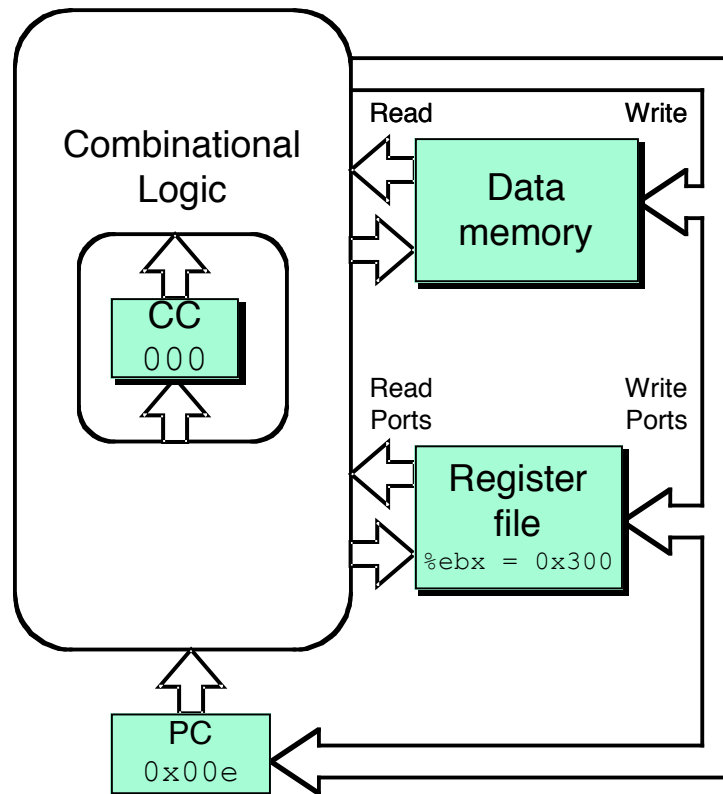 Combinational
Logic
CC
000
Read
Write
Data
memory
Read
Ports
Write
Ports
Register
file
%ebx = 0x300
PC
0x00e